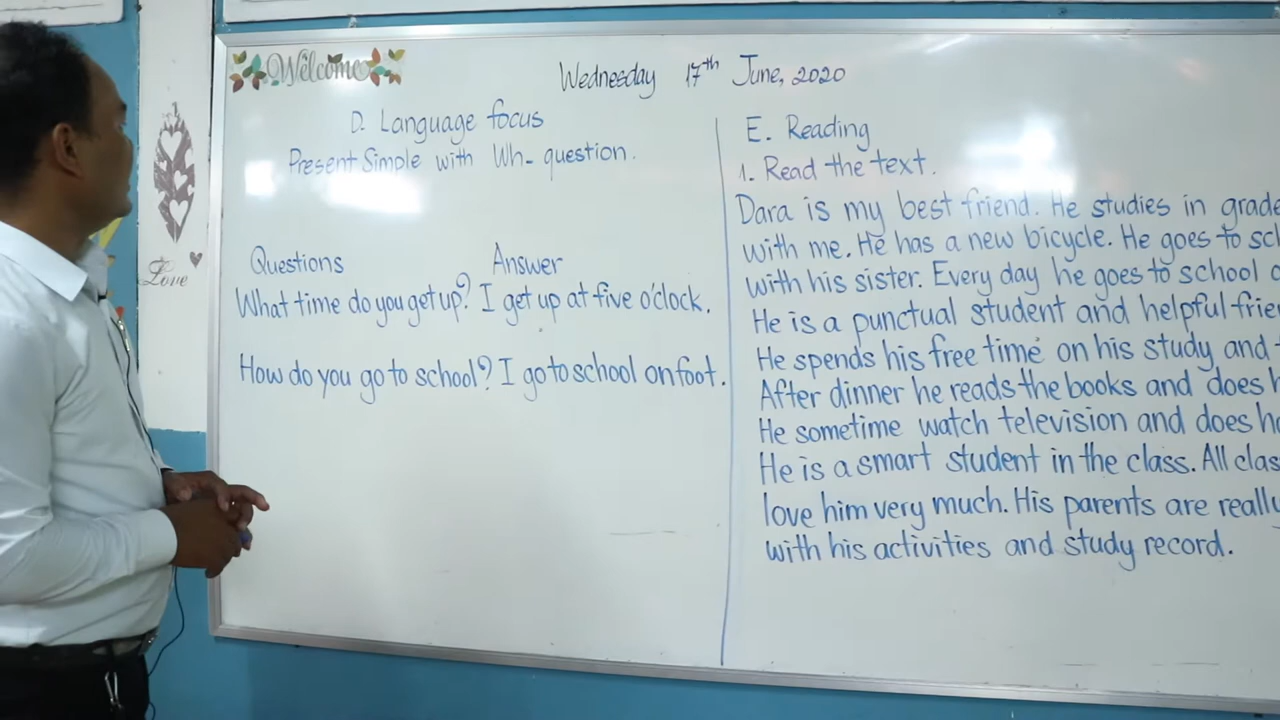 Welcome
Wednesday 17th June, 2020
D. Language focus
Present Simple with Wh- question.
Questions Answer
What time do you get up? I get up at five o'clock.
How do you go to school? I go to school on foot.
E. Reading
1. Read the text.
Dara is my best friend. He studies in grade
with me. He has a new bicycle. He goes to
with his sister. Every day he goes to school
He is a punctual student and helpful
He spends his free time on his study and
After dinner he reads the books and does
He sometime watch television and does
He is a smart student in the class. All
love him very much. His parents are really
with his activities and study record.
Love